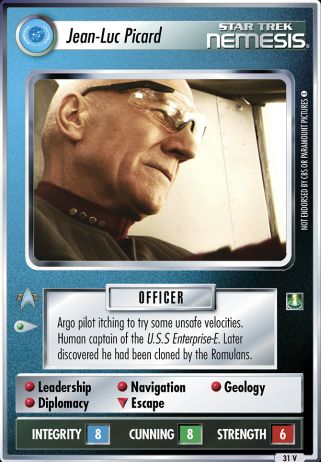 Jean-Luc Picard
STAR TREK
NEMESIS™
NOT ENDORSED BY CBS OR PARAMOUNT PICTURES
OFFICER
Argo pilot itching to try some unsafe velocities.
Human captain of the U.S.S Enterprise-E. Later
discovered he had been cloned by the Romulans.
Leadership
Navigation
Geology
Diplomacy
Escape
INTEGRITY 8 CUNNING 8 STRENGTH 6
31 V